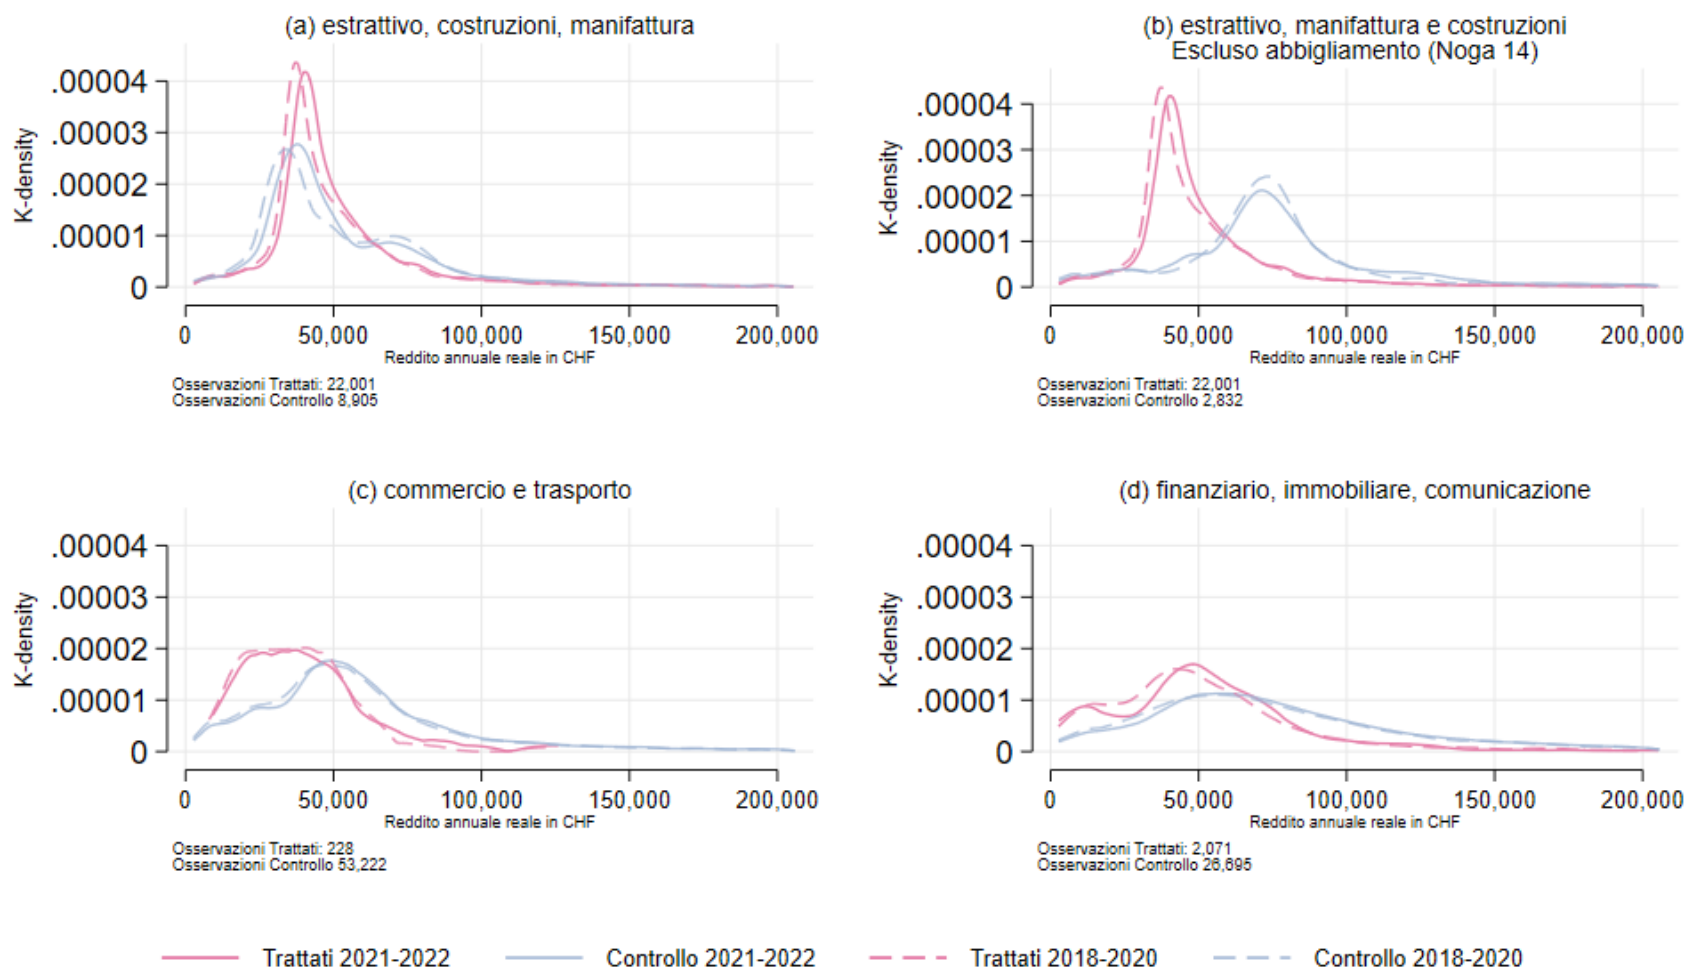 (a) estrattivo, costruzioni, manifattura
K-density
.00004
.00003
.00002
.00001
0
0 50,000 100,000 150,000 200,000
Reddito annuale reale in CHF
Osservazioni Trattati: 22,001
Osservazioni Controllo 8,905
(b) estrattivo, manifattura e costruzioni
Escluso abbigliamento (Noga 14)
K-density
.00004
.00003
.00002
.00001
0
0 50,000 100,000 150,000 200,000
Reddito annuale reale in CHF
Osservazioni Trattati: 22,001
Osservazioni Controllo 2,832
(c) commercio e trasporto
K-density
.00004
.00003
.00002
.00001
0
0 50,000 100,000 150,000 200,000
Reddito annuale reale in CHF
Osservazioni Trattati: 228
Osservazioni Controllo 53,222
(d) finanziario, immobiliare, comunicazione
K-density
.00004
.00003
.00002
.00001
0
0 50,000 100,000 150,000 200,000
Reddito annuale reale in CHF
Osservazioni Trattati: 2,071
Osservazioni Controllo 26,695
Trattati 2021-2022 Controllo 2021-2022 Trattati 2018-2020 Controllo 2018-2020